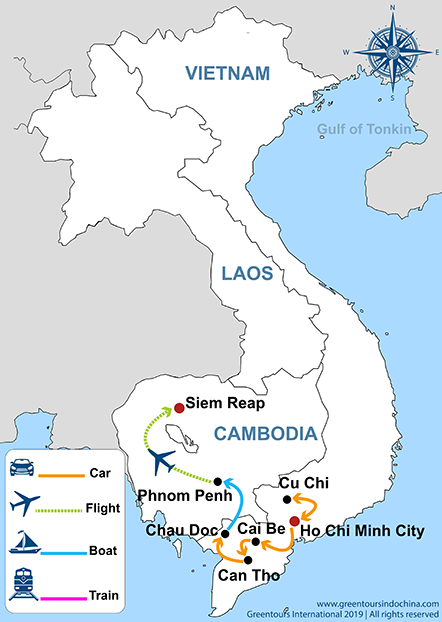 N
W
E
S
VIETNAM
Gulf of Tonkin
LAOS
Siem Reap
CAMBODIA
Car
Cu Chi
Phnom Penh
Flight
Chau Doc
Cai Be
Ho Chi Minh City
Boat
Can Tho
Train
www.greentoursindochina.com
Greentours International 2019 | All rights reserved